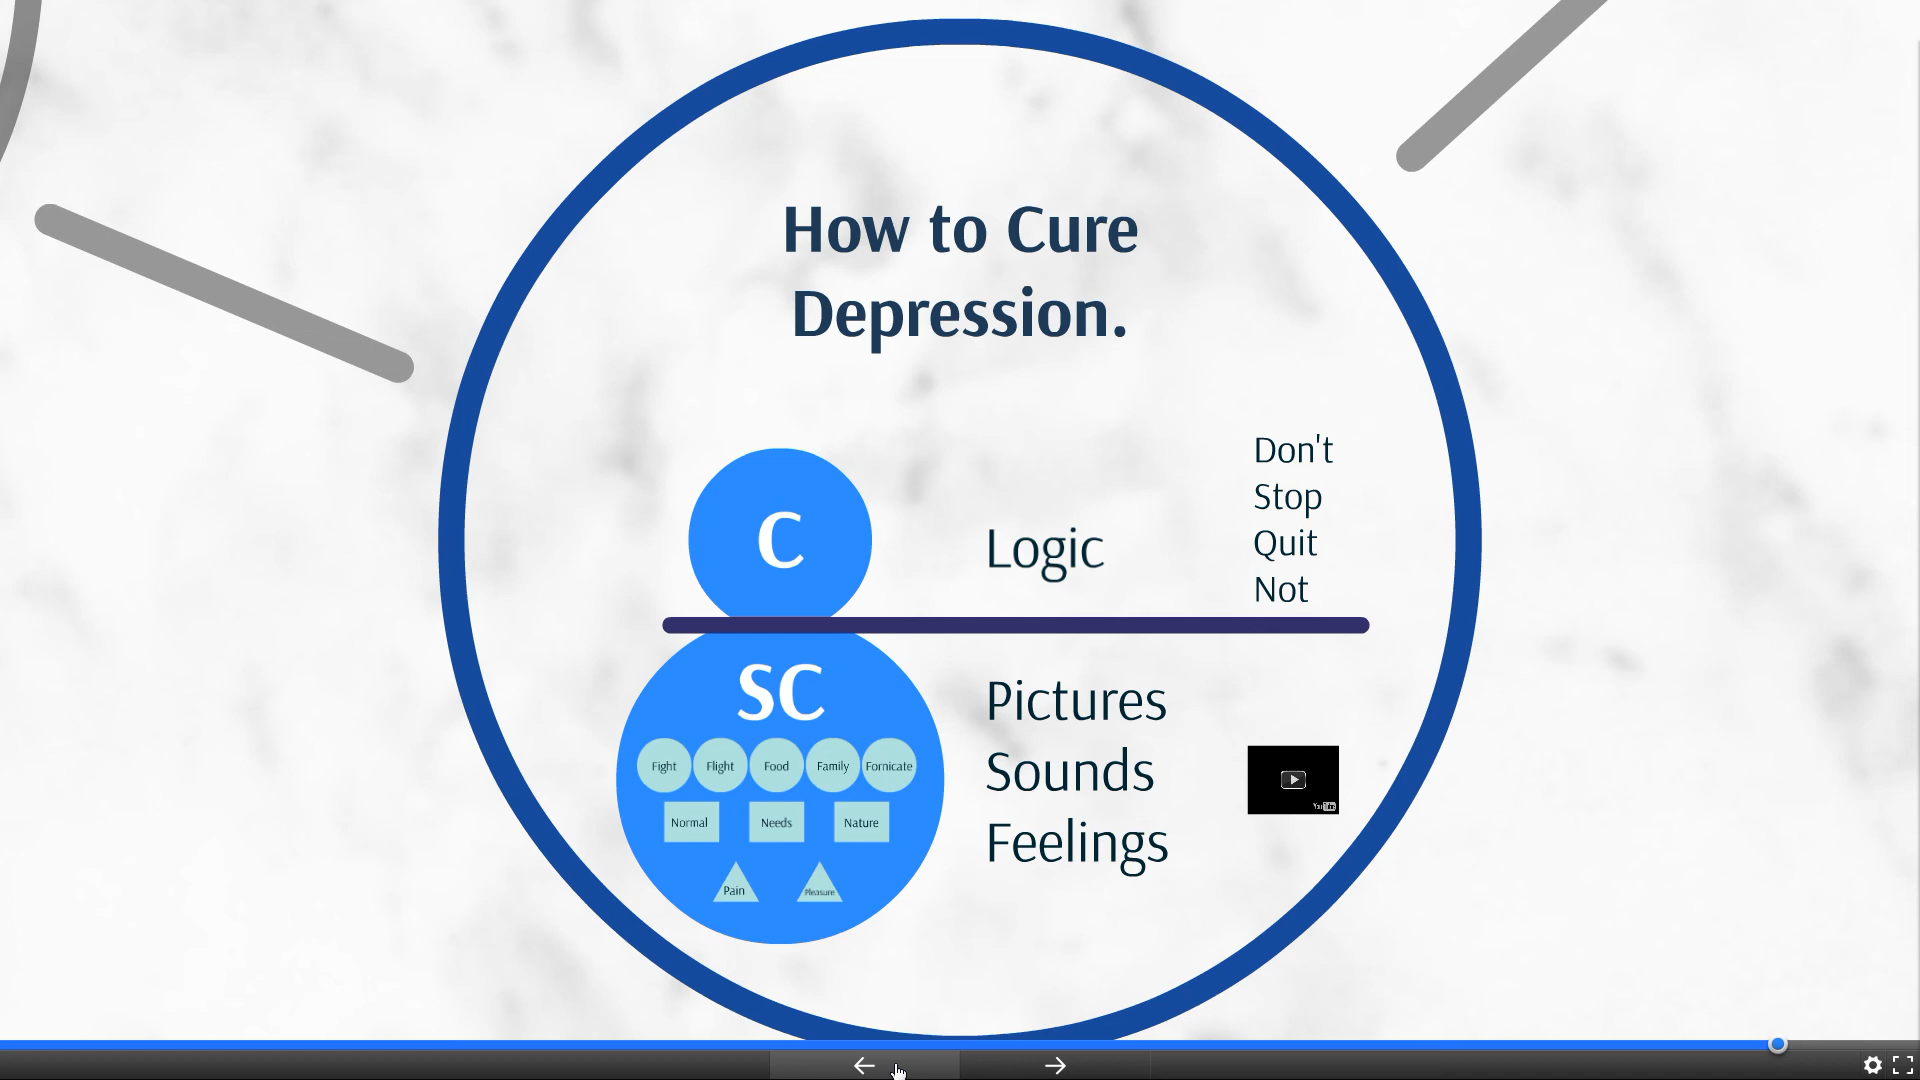 How to Cure
Depression.
C
Logic
Don't
Stop
Quit
Not
SC
Fight Flight Food Family Fornicate
Normal Needs Nature
Pain Pleasure
Pictures
Sounds
Feelings
YouTube